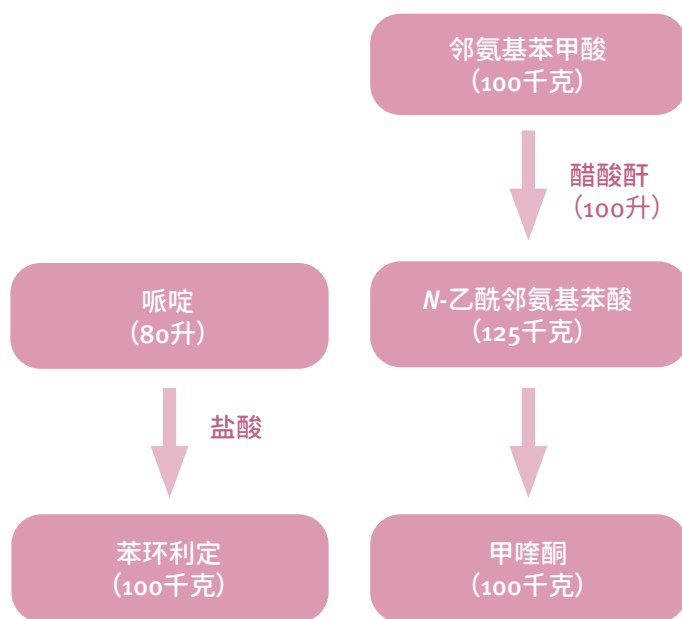 邻氨基苯甲酸
(100千克)
醋酸酐
(100升)
哌啶
(80升)
N-乙酰邻氨基苯酸
(125千克)
盐酸
苯环利定
(100千克)
甲喹酮
(100千克)